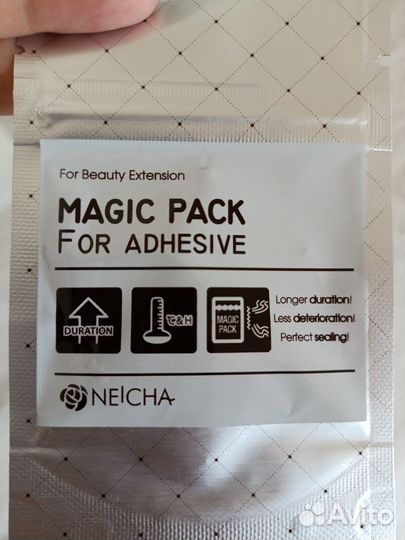 For Beauty Extension
MAGIC PACK
FOR ADHESIVE
DURATION
°C&H
MAGIC
PACK
Longer duration!
Less deterioration!
Perfect sealing!
NEICHA
Avito